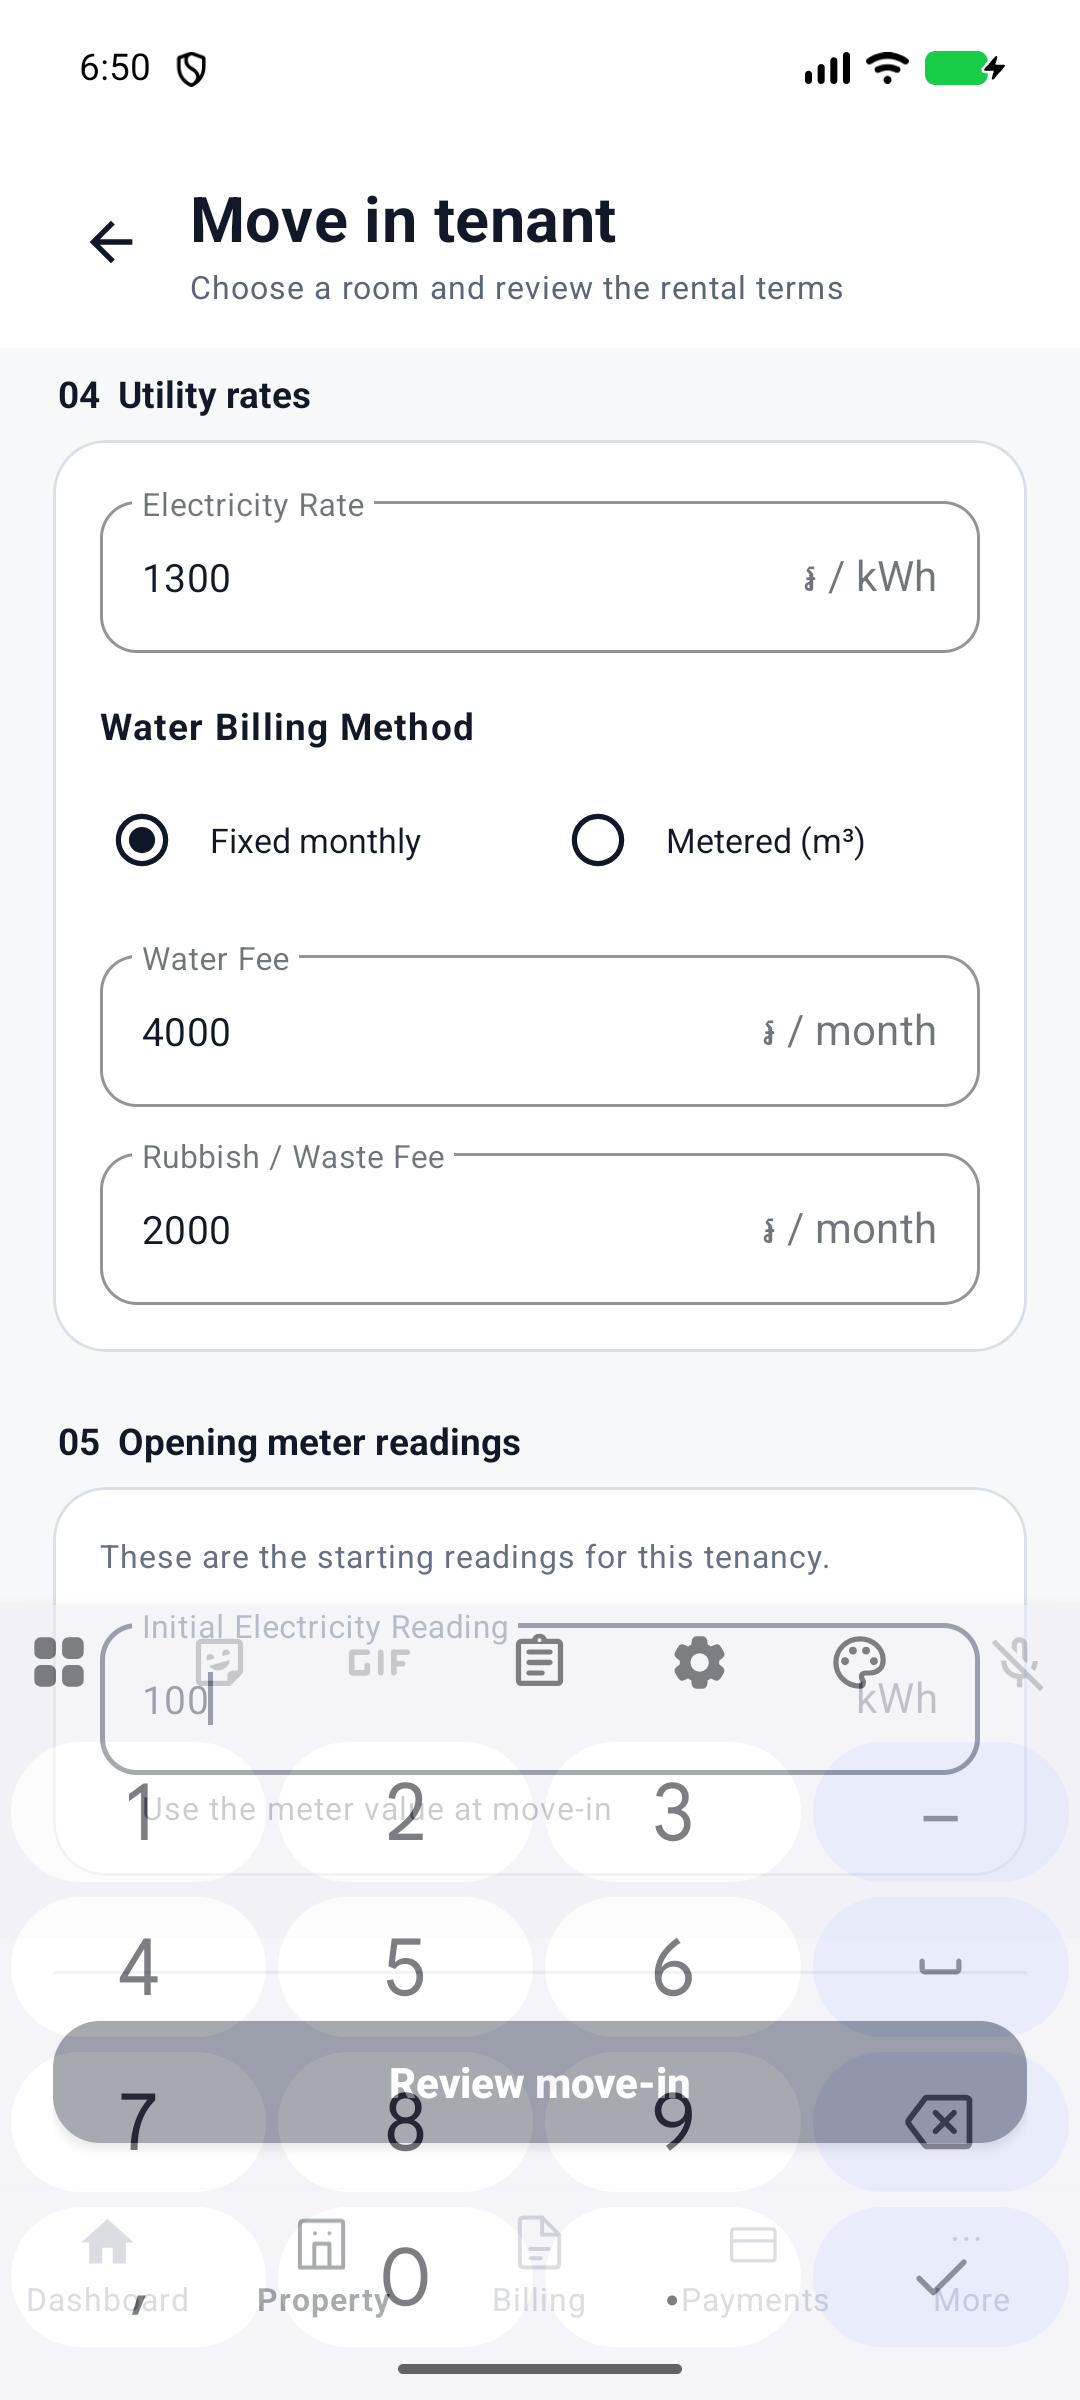 6:50
Move in tenant
Choose a room and review the rental terms
04 Utility rates
Electricity Rate
1300 ៛ / kWh
Water Billing Method
Fixed monthly
Metered (m³)
Water Fee
4000 ៛ / month
Rubbish / Waste Fee
2000 ៛ / month
05 Opening meter readings
These are the starting readings for this tenancy.
Initial Electricity Reading
GIF
100 kWh
1 2 3 –
Use the meter value at move-in
4 5 6
Review move-in
7 8 9
, 0 .
Dashboard Property Billing Payments More